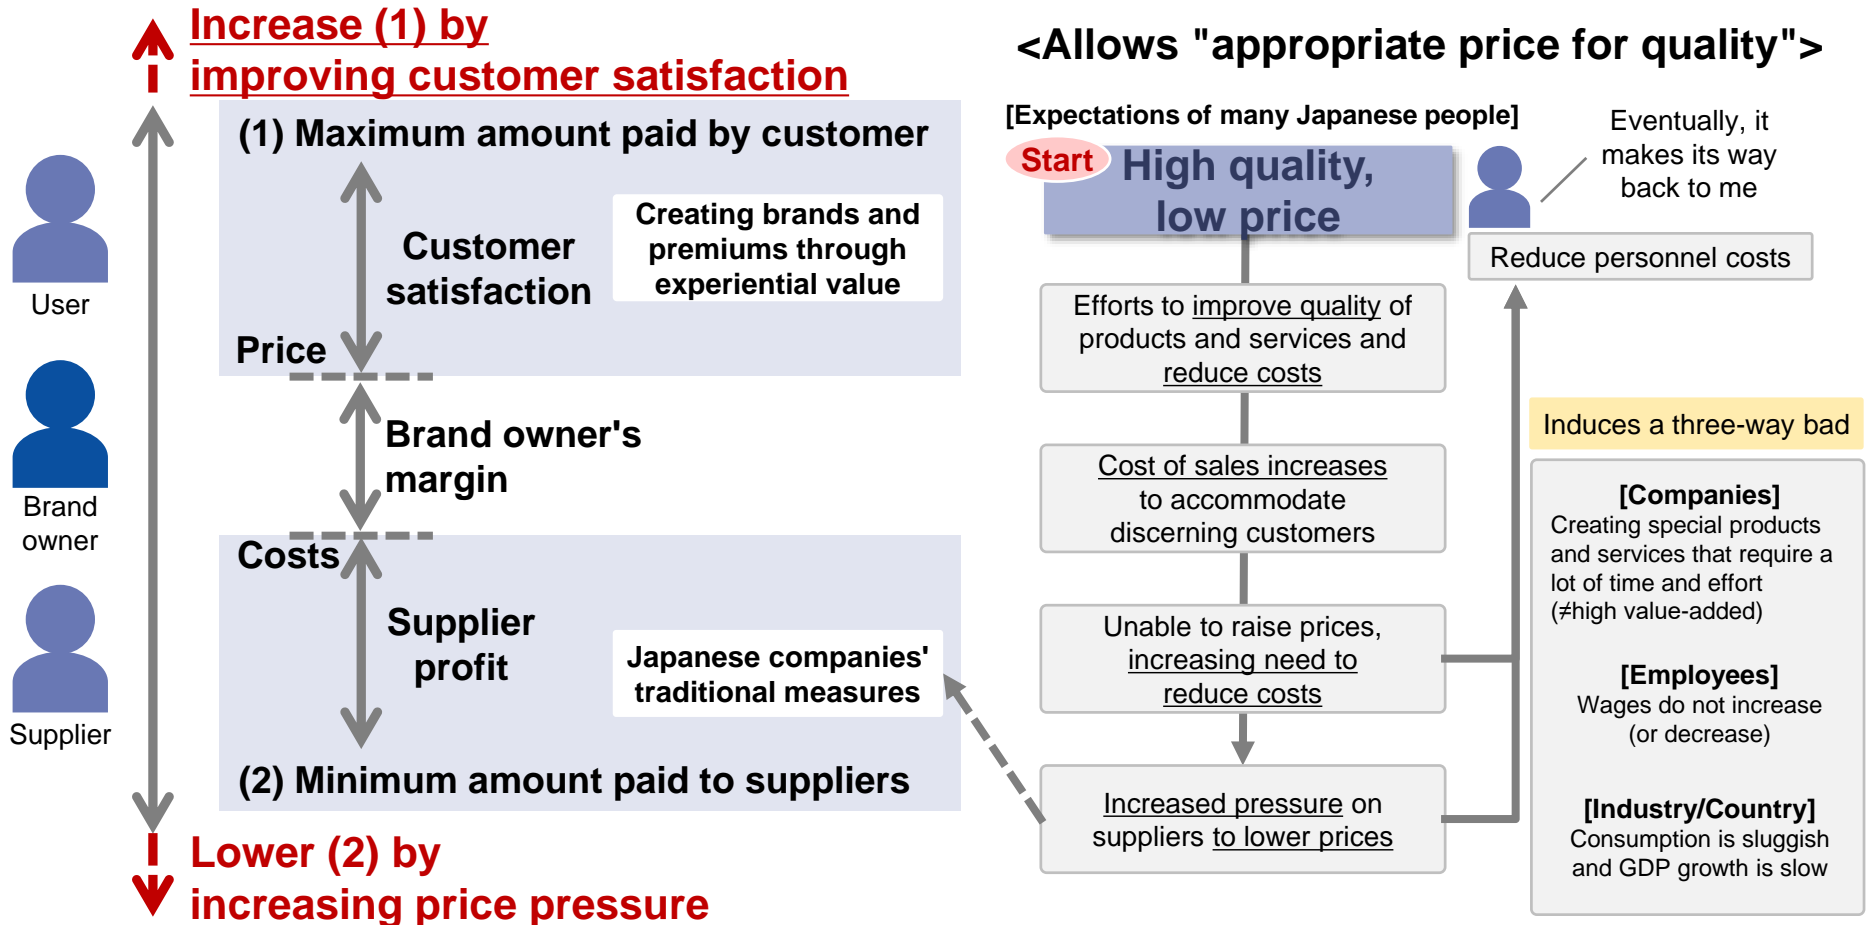 Increase (1) by
improving customer satisfaction
(1) Maximum amount paid by customer
Creating brands and
premiums through
experiential value
Customer
satisfaction
Price
User
Brand owner's
margin
Brand
owner
Costs
Supplier
profit
Japanese companies'
traditional measures
Supplier
(2) Minimum amount paid to suppliers
Lower (2) by
increasing price pressure
<Allows "appropriate price for quality">
[Expectations of many Japanese people]
Start
High quality,
low price
Eventually, it
makes its way
back to me
Reduce personnel costs
Efforts to improve quality of
products and services and
reduce costs
Cost of sales increases
to accommodate
discerning customers
Unable to raise prices,
increasing need to
reduce costs
Increased pressure on
suppliers to lower prices
Induces a three-way bad
[Companies]
Creating special products
and services that require a
lot of time and effort
(≠high value-added)
[Employees]
Wages do not increase
(or decrease)
[Industry/Country]
Consumption is sluggish
and GDP growth is slow